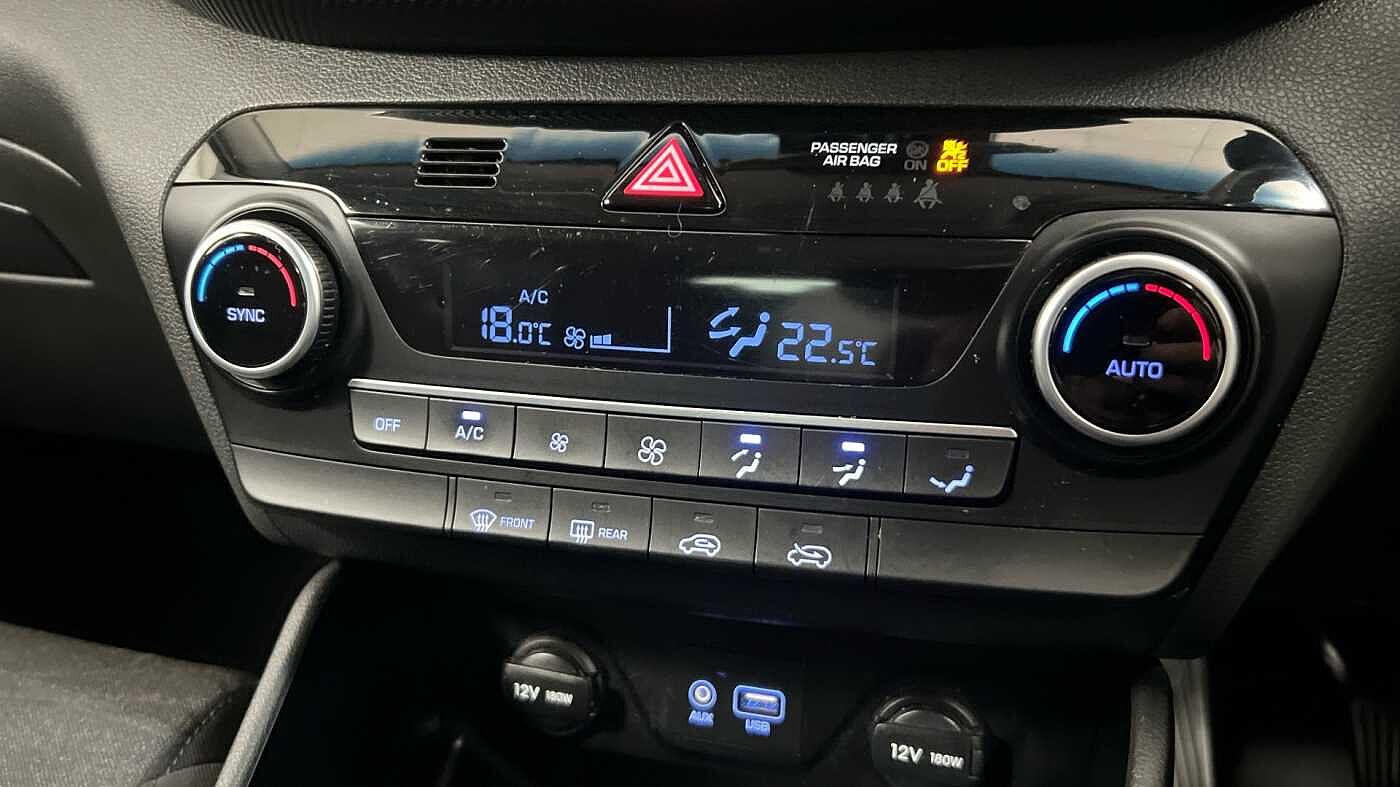 PASSENGER
AIR BAG
ON
OFF
SYNC
A/C
18.0°C
22.5°C
AUTO
OFF
A/C
FRONT
REAR
12V 180W
AUX
USB
12V 180W